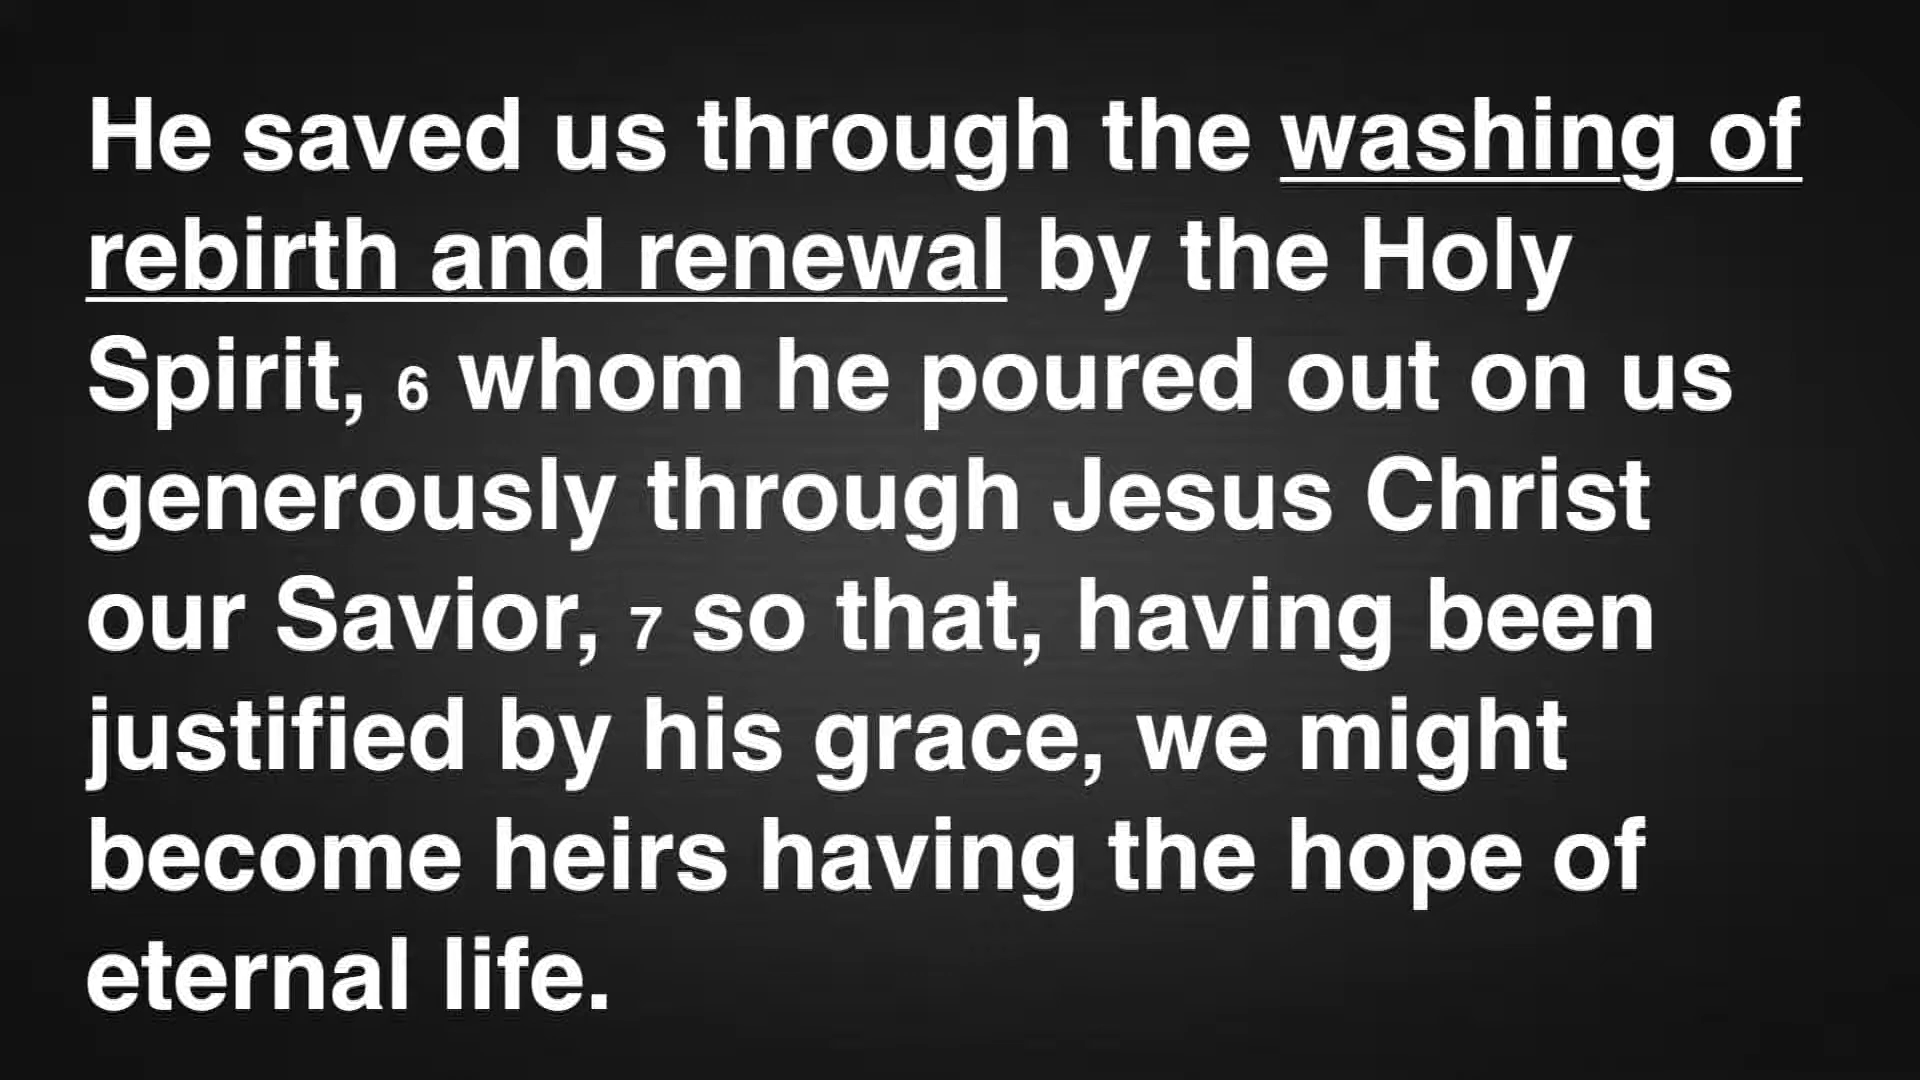 He saved us through the washing of
rebirth and renewal by the Holy
Spirit, 6 whom he poured out on us
generously through Jesus Christ
our Savior, 7 so that, having been
justified by his grace, we might
become heirs having the hope of
eternal life.